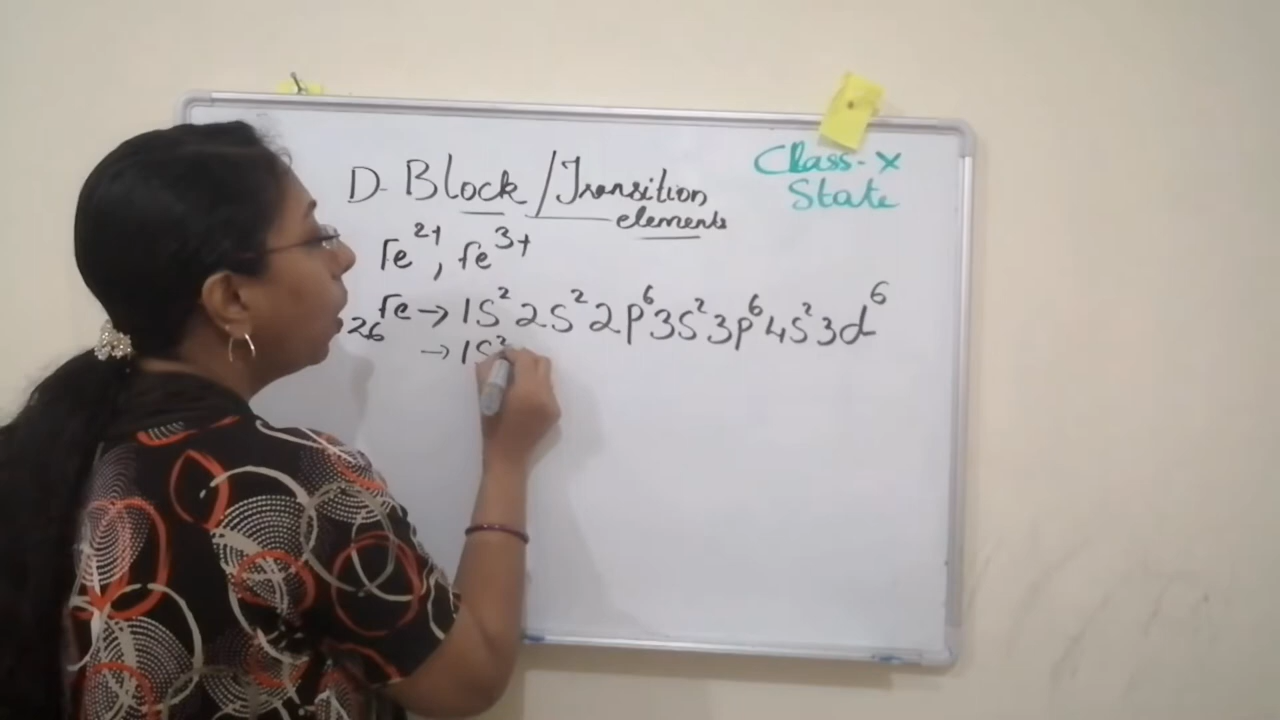 Class-X
State
D-Block/Transition
elements
Fe²⁺, Fe³⁺
₂₆Fe → 1S² 2S² 2P⁶ 3S² 3P⁶ 4S² 3d⁶
→ 1S²